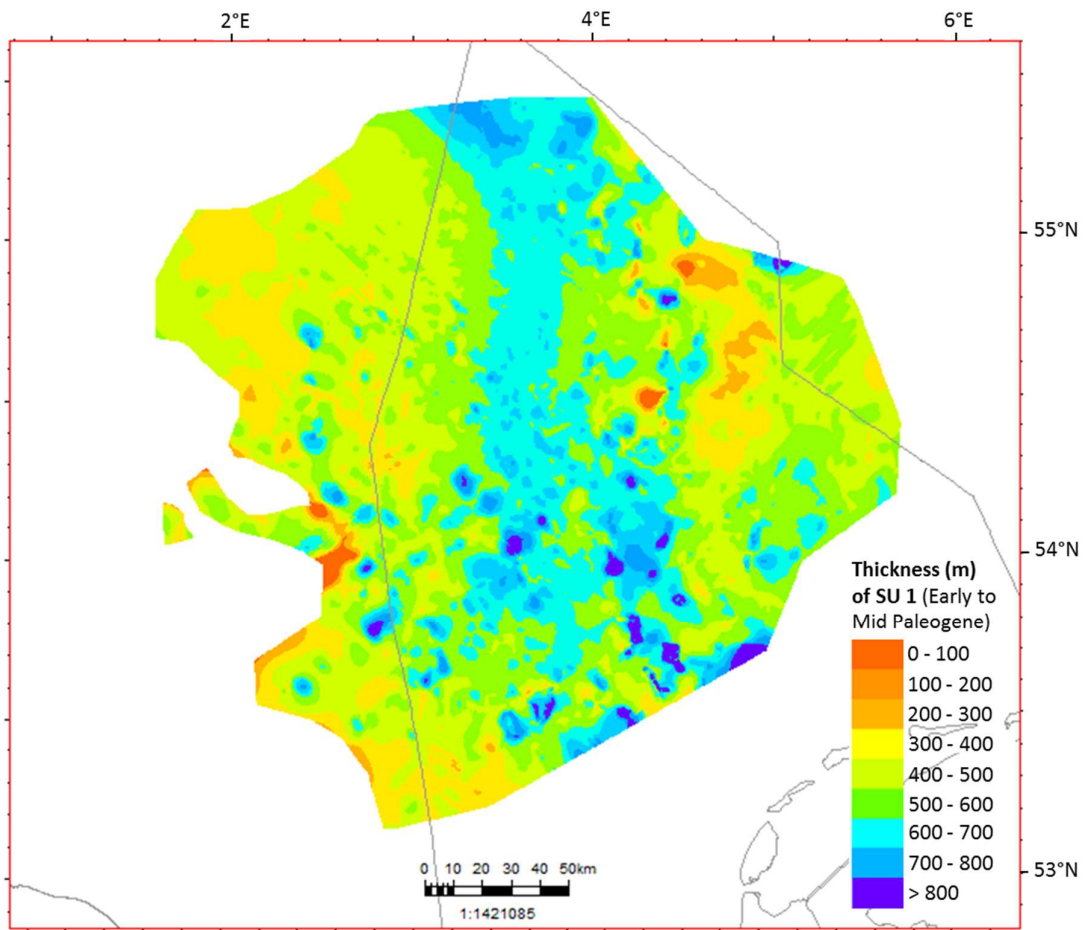 2°E 4°E 6°E
55°N
54°N
Thickness (m)
of SU 1 (Early to
Mid Paleogene)
0 - 100
100 - 200
200 - 300
300 - 400
400 - 500
500 - 600
600 - 700
700 - 800
> 800
0 10 20 30 40 50km
53°N
1:1421085